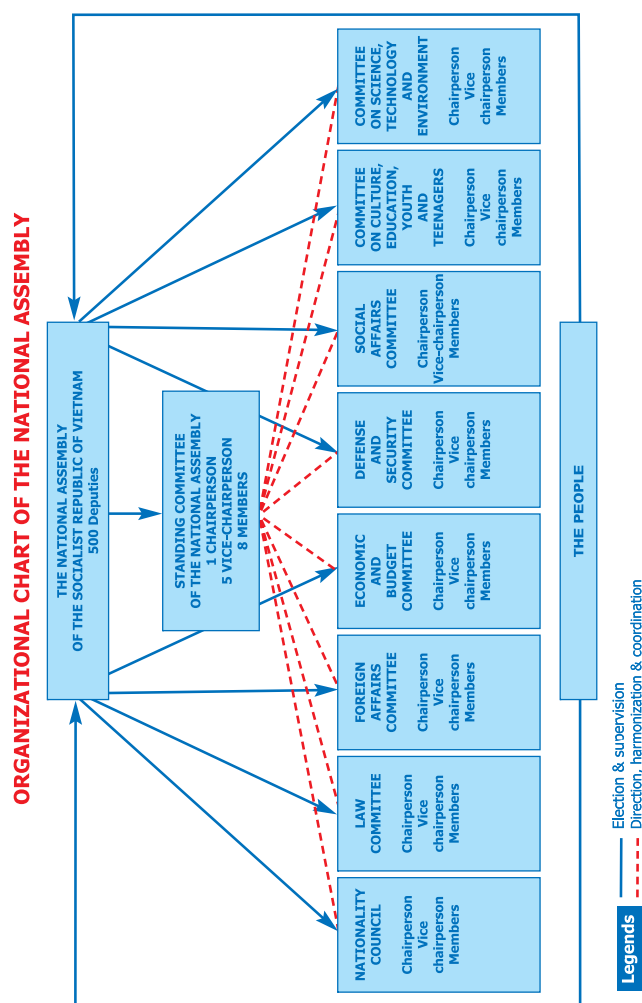 ORGANIZATIONAL CHART OF THE NATIONAL ASSEMBLY
THE NATIONAL ASSEMBLY
OF THE SOCIALIST REPUBLIC OF VIETNAM
500 Deputies
STANDING COMMITTEE
OF THE NATIONAL ASSEMBLY
1 CHAIRPERSON
5 VICE-CHAIRPERSON
8 MEMBERS
NATIONALITY
COUNCIL
Chairperson
Vice
chairperson
Members
LAW
COMMITTEE
Chairperson
Vice
chairperson
Members
FOREIGN
AFFAIRS
COMMITTEE
Chairperson
Vice
chairperson
Members
ECONOMIC
AND
BUDGET
COMMITTEE
Chairperson
Vice
chairperson
Members
DEFENSE
AND
SECURITY
COMMITTEE
Chairperson
Vice
chairperson
Members
SOCIAL
AFFAIRS
COMMITTEE
Chairperson
Vice-chairperson
Members
COMMITTEE
ON CULTURE,
EDUCATION,
YOUTH
AND
TEENAGERS
Chairperson
Vice
chairperson
Members
COMMITTEE
ON SCIENCE,
TECHNOLOGY
AND
ENVIRONMENT
Chairperson
Vice
chairperson
Members
THE PEOPLE
Legends
Election & supervision
Direction, harmonization & coordination